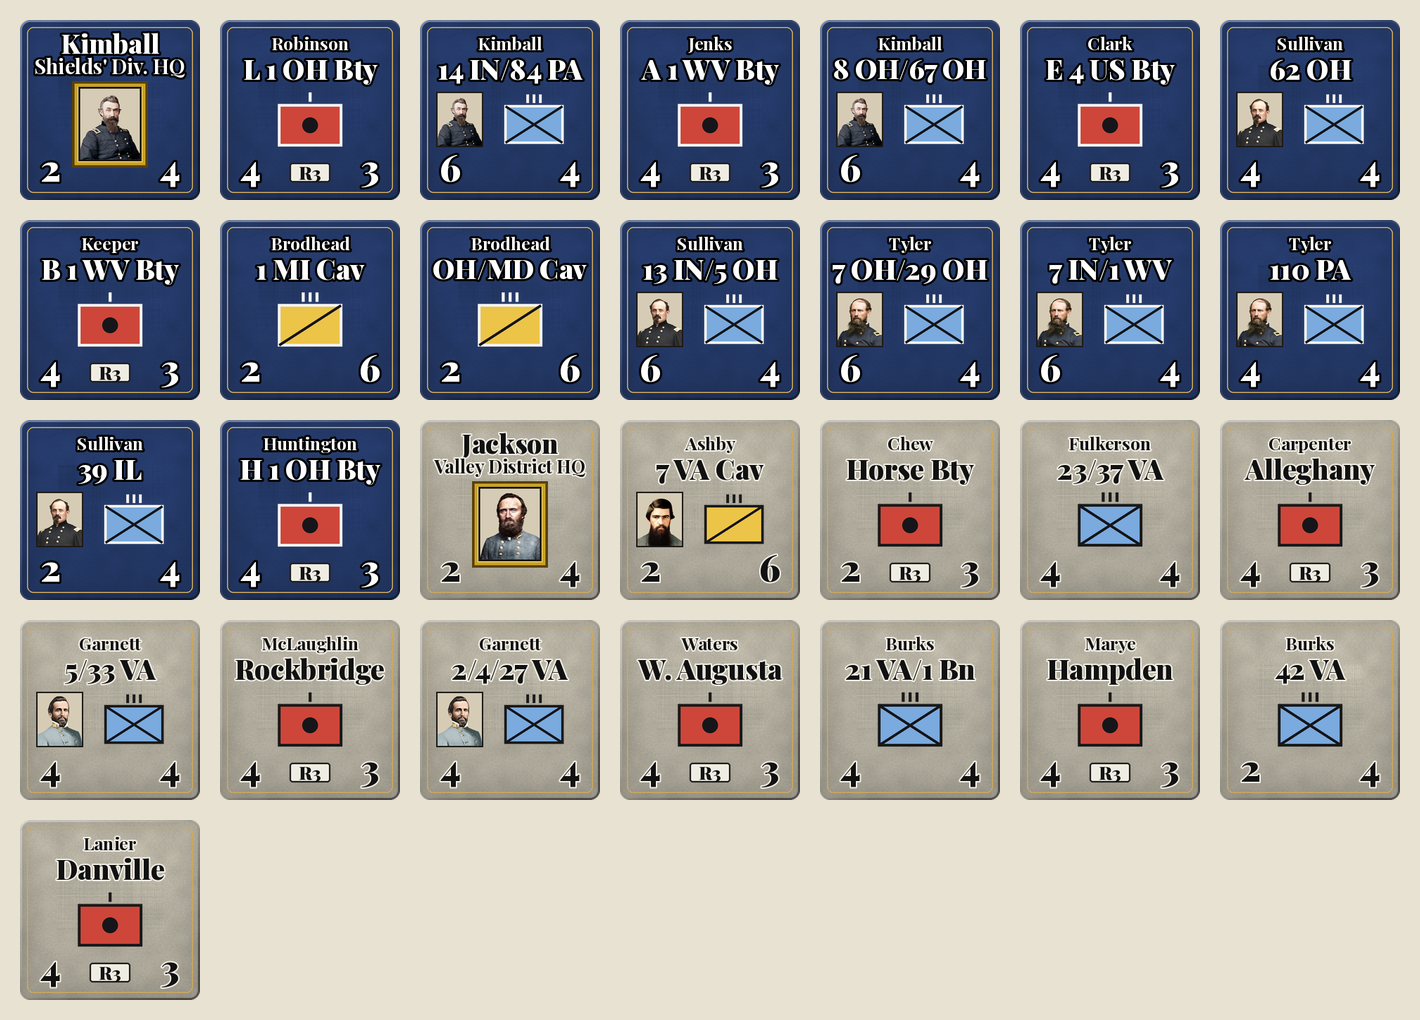 Kimball
Shields' Div. HQ
2 4
Robinson
L 1 OH Bty
4 R3 3
Kimball
14 IN/84 PA
6 4
Jenks
A 1 WV Bty
4 R3 3
Kimball
8 OH/67 OH
6 4
Clark
E 4 US Bty
4 R3 3
Sullivan
62 OH
4 4
Keeper
B 1 WV Bty
4 R3 3
Brodhead
1 MI Cav
2 6
Brodhead
OH/MD Cav
2 6
Sullivan
13 IN/5 OH
6 4
Tyler
7 OH/29 OH
6 4
Tyler
7 IN/1 WV
6 4
Tyler
110 PA
4 4
Sullivan
39 IL
2 4
Huntington
H 1 OH Bty
4 R3 3
Jackson
Valley District HQ
2 4
Ashby
7 VA Cav
2 6
Chew
Horse Bty
2 R3 3
Fulkerson
23/37 VA
4 4
Carpenter
Alleghany
4 R3 3
Garnett
5/33 VA
4 4
McLaughlin
Rockbridge
4 R3 3
Garnett
2/4/27 VA
4 4
Waters
W. Augusta
4 R3 3
Burks
21 VA/1 Bn
4 4
Marye
Hampden
4 R3 3
Burks
42 VA
2 4
Lanier
Danville
4 R3 3